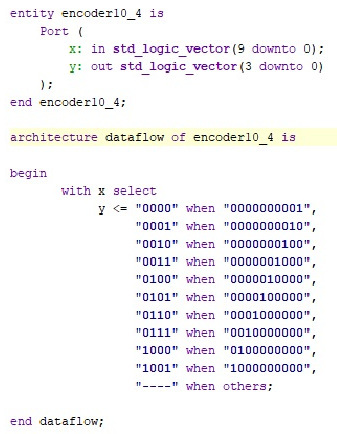 entity encoder10_4 is
Port (
x: in std_logic_vector(9 downto 0);
y: out std_logic_vector(3 downto 0)
);
end encoder10_4;
architecture dataflow of encoder10_4 is
begin
with x select
y <= "0000" when "0000000001",
"0001" when "0000000010",
"0010" when "0000000100",
"0011" when "0000001000",
"0100" when "0000010000",
"0101" when "0000100000",
"0110" when "0001000000",
"0111" when "0010000000",
"1000" when "0100000000",
"1001" when "1000000000",
"----" when others;
end dataflow;